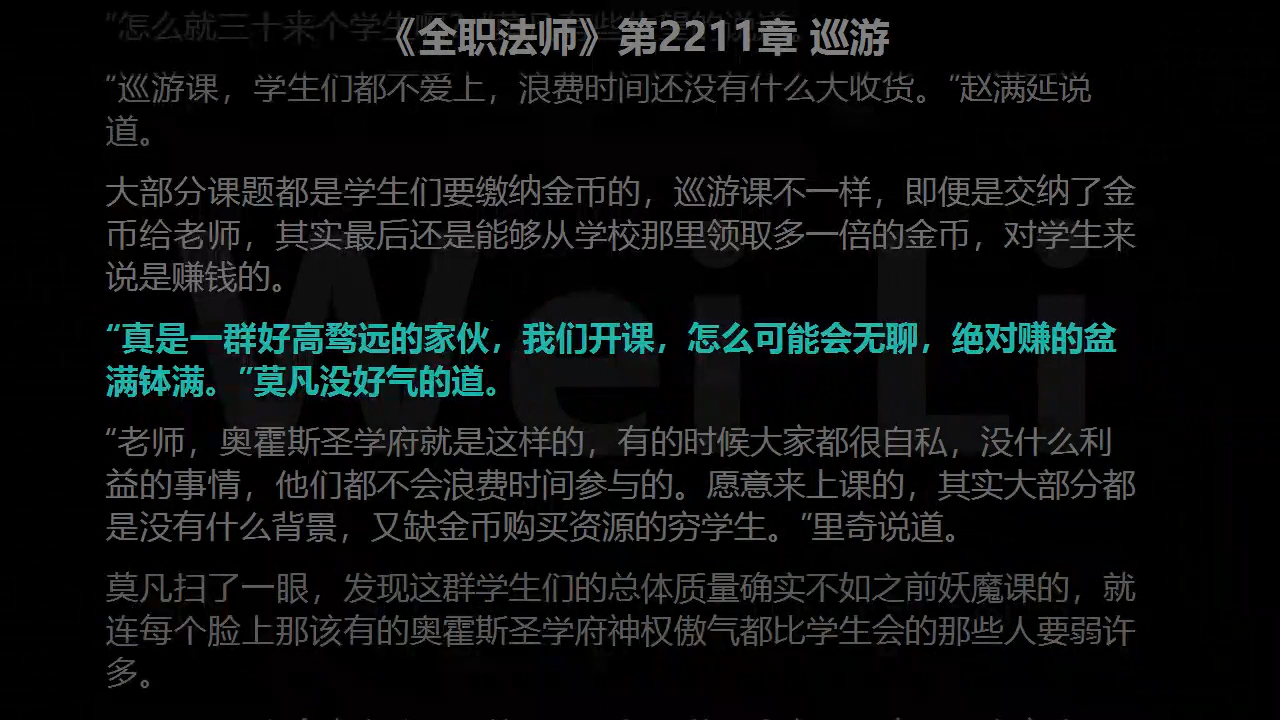 《全职法师》第2211章 巡游
“怎么就三十来个学生
“巡游课，学生们都不爱上，浪费时间还没有什么大收货。“赵满延说
道。
大部分课题都是学生们要缴纳金币的，巡游课不一样，即便是交纳了金
币给老师，其实最后还是能够从学校那里领取多一倍的金币，对学生来
说是赚钱的。
“真是一群好高骛远的家伙，我们开课，怎么可能会无聊，绝对赚的盆
满钵满。”莫凡没好气的道。
“老师，奥霍斯圣学府就是这样的，有的时候大家都很自私，没什么利
益的事情，他们都不会浪费时间参与的。愿意来上课的，其实大部分都
是没有什么背景，又缺金币购买资源的穷学生。”里奇说道。
莫凡扫了一眼，发现这群学生们的总体质量确实不如之前妖魔课的，就
连每个脸上那该有的奥霍斯圣学府神权傲气都比学生会的那些人要弱许
多。
Wei Li